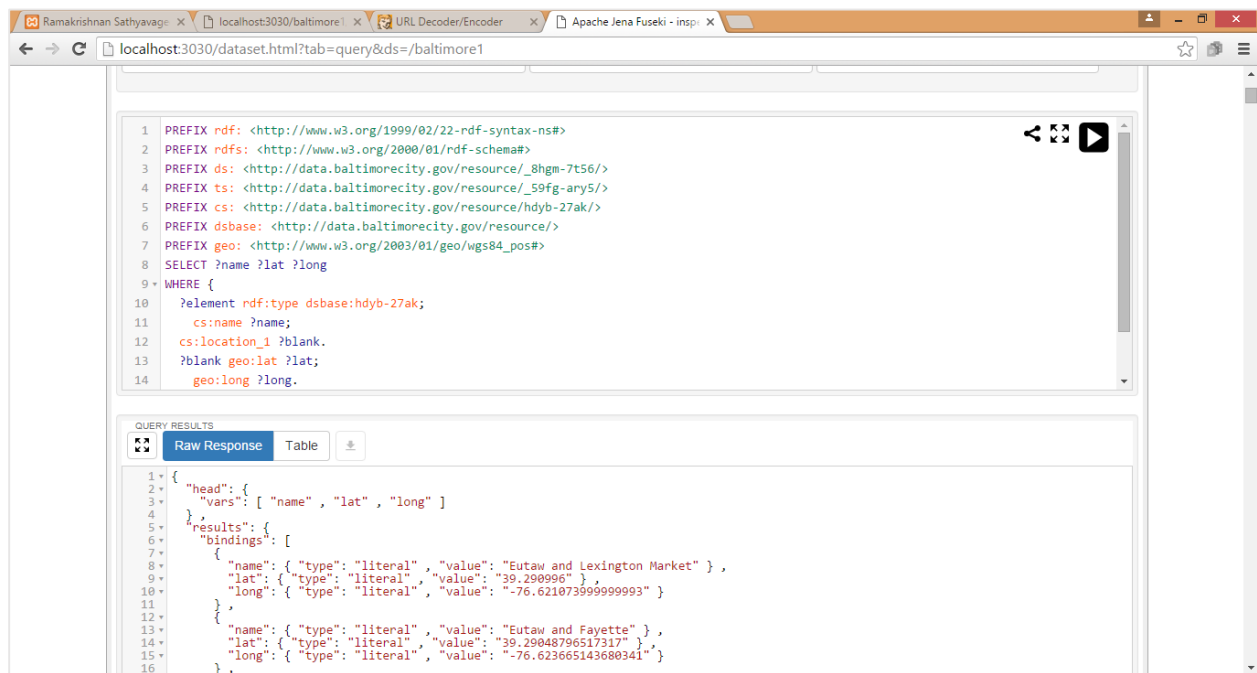 Ramakrishnan Sathyavage
localhost:3030/baltimore1
URL Decoder/Encoder
Apache Jena Fuseki - inspe
localhost:3030/dataset.html?tab=query&ds=/baltimore1
1 PREFIX rdf: <http://www.w3.org/1999/02/22-rdf-syntax-ns#>
2 PREFIX rdfs: <http://www.w3.org/2000/01/rdf-schema#>
3 PREFIX ds: <http://data.baltimorecity.gov/resource/_8hgm-7t56/>
4 PREFIX ts: <http://data.baltimorecity.gov/resource/_59fg-ary5/>
5 PREFIX cs: <http://data.baltimorecity.gov/resource/hdyb-27ak/>
6 PREFIX dsbase: <http://data.baltimorecity.gov/resource/>
7 PREFIX geo: <http://www.w3.org/2003/01/geo/wgs84_pos#>
8 SELECT ?name ?lat ?long
9 WHERE {
10 ?element rdf:type dsbase:hdyb-27ak;
11 cs:name ?name;
12 cs:location_1 ?blank.
13 ?blank geo:lat ?lat;
14 geo:long ?long.
QUERY RESULTS
Raw Response Table
1 {
2 "head": {
3 "vars": [ "name" , "lat" , "long" ]
4 } ,
5 "results": {
6 "bindings": [
7 {
8 "name": { "type": "literal" , "value": "Eutaw and Lexington Market" } ,
9 "lat": { "type": "literal" , "value": "39.290996" } ,
10 "long": { "type": "literal" , "value": "-76.621073999999993" }
11 } ,
12 {
13 "name": { "type": "literal" , "value": "Eutaw and Fayette" } ,
14 "lat": { "type": "literal" , "value": "39.29048796517317" } ,
15 "long": { "type": "literal" , "value": "-76.623665143680341" }
16 } ,